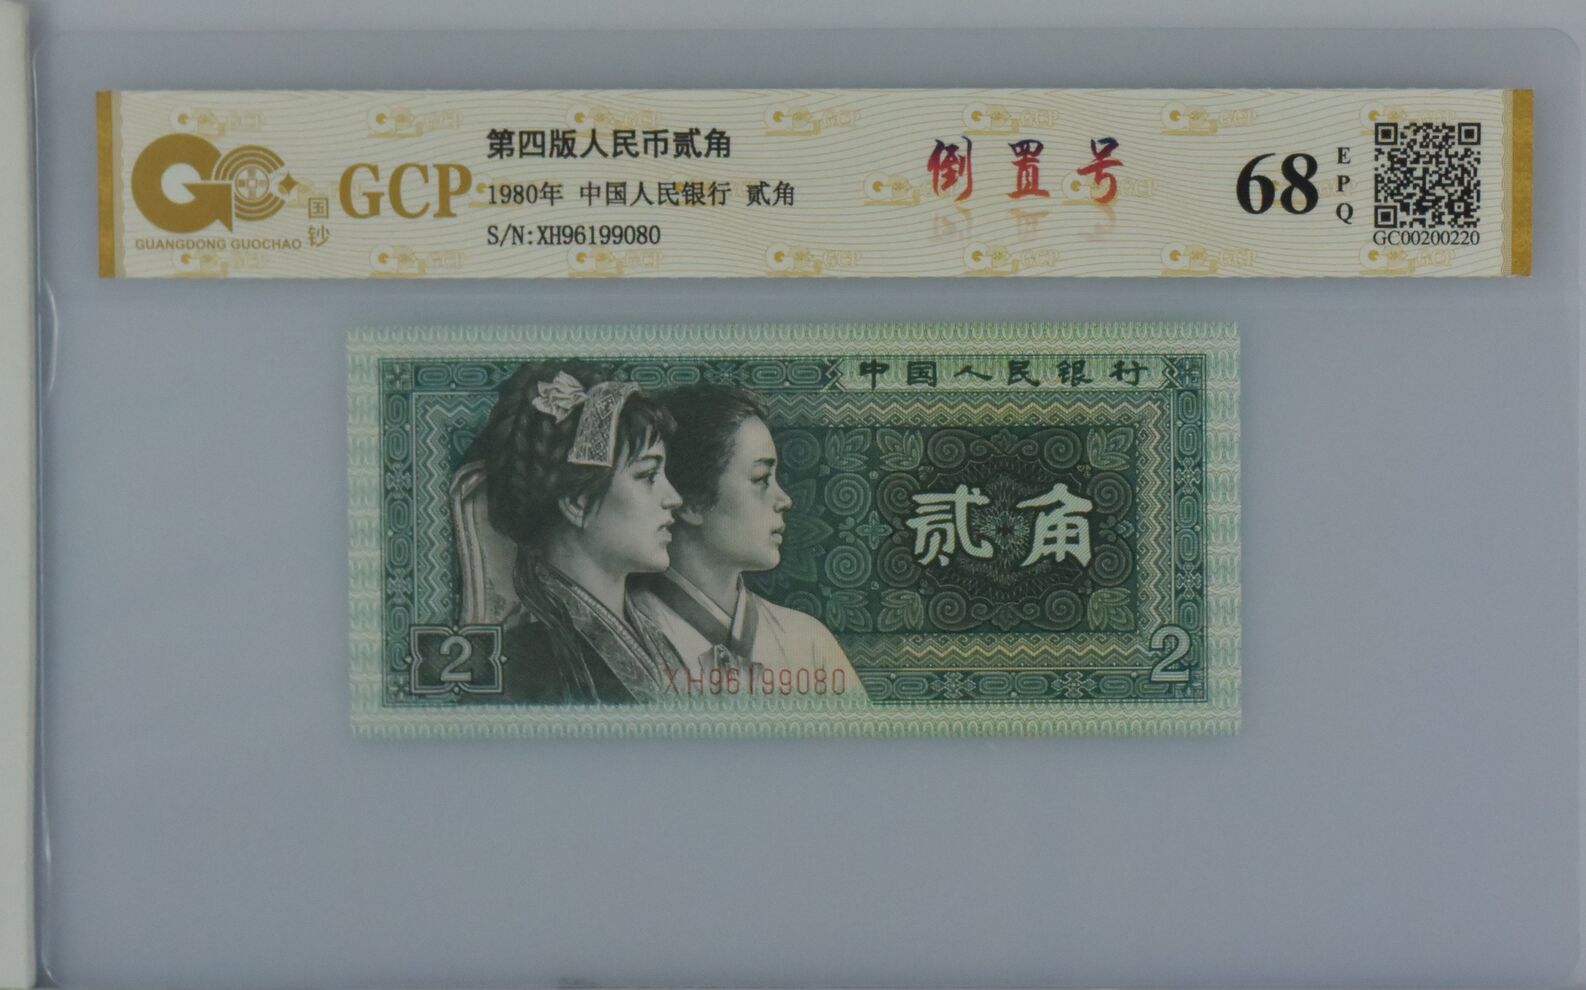 第四版人民币贰角
1980年 中国人民银行 贰角
S/N:XH96199080
GCP
国钞
GUANGDONG GUOCHAO
倒置号
68
EPQ
GC00200220
中国人民银行
贰角
2
2
XH96199080